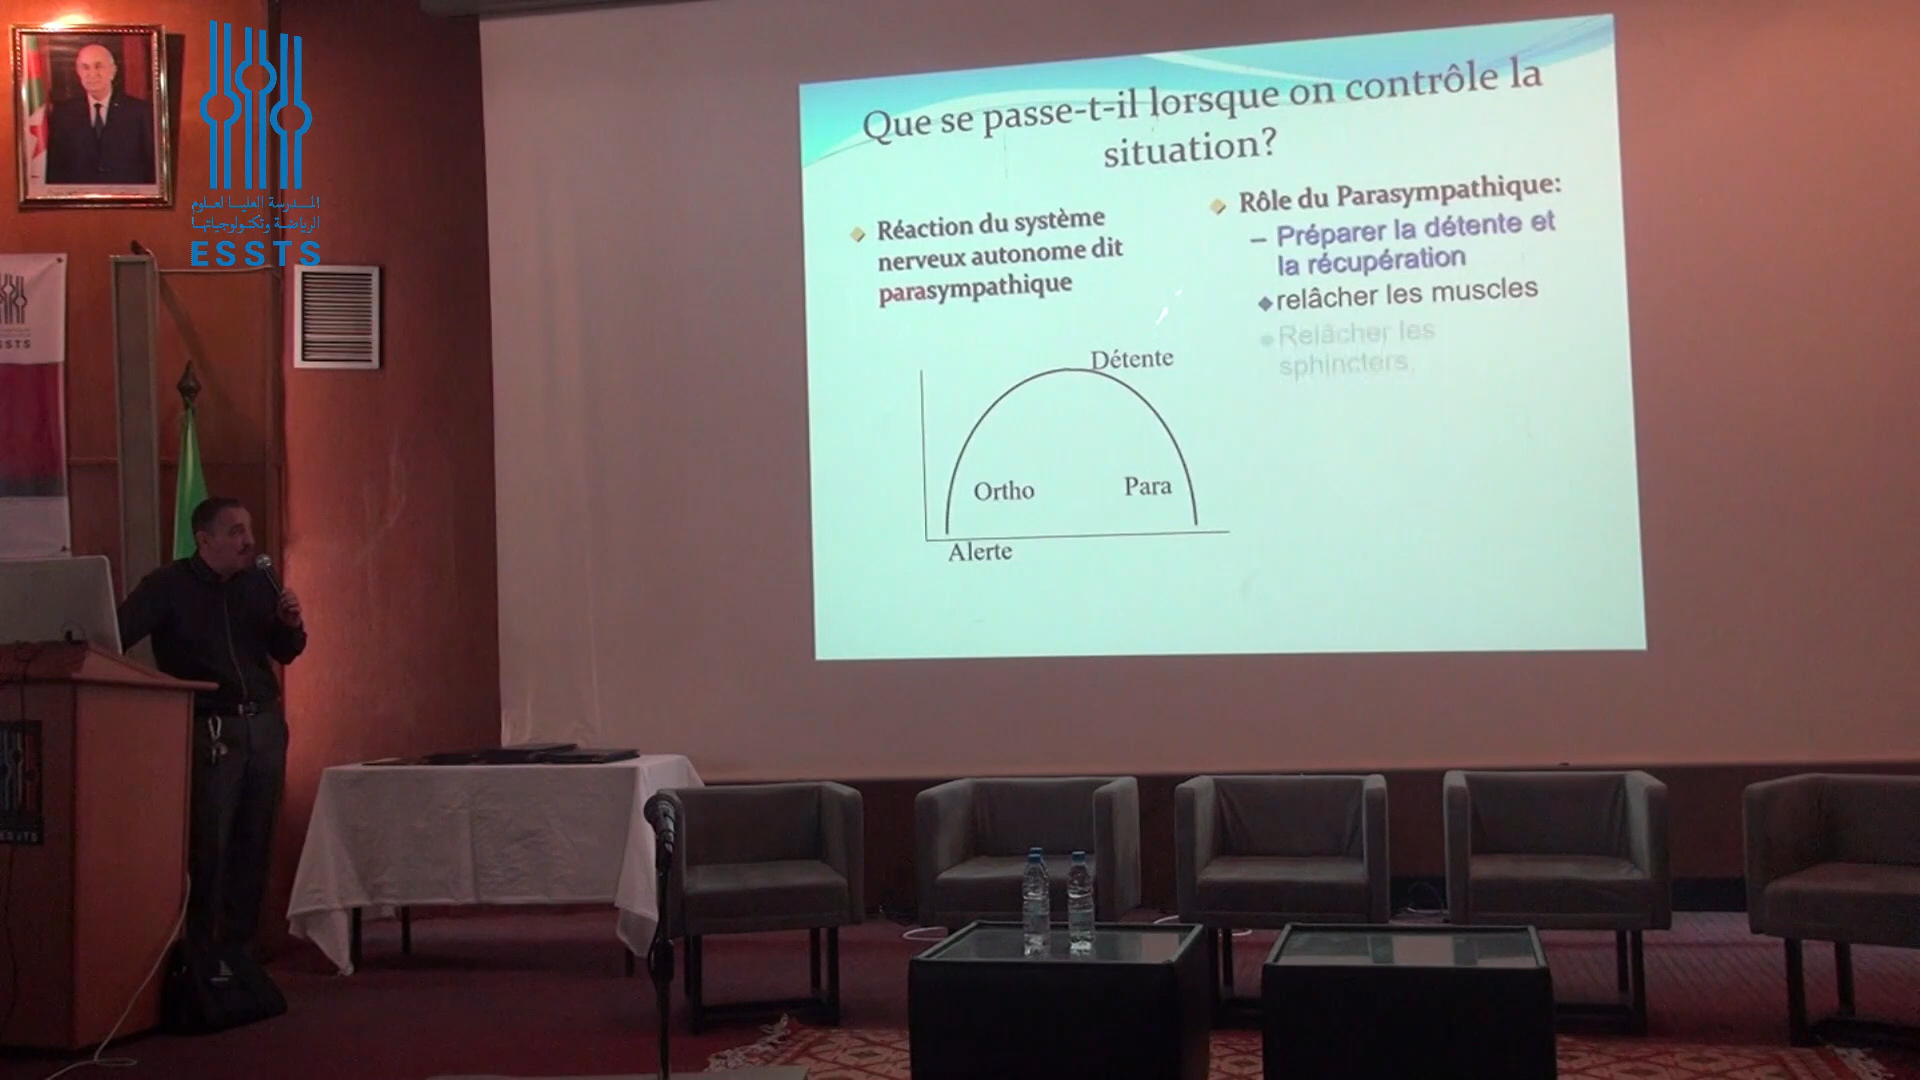 المدرسة العليا لعلوم
الرياضة وتكنولوجياتها
ESSTS
Que se passe-t-il lorsque on contrôle la
situation?
Réaction du système
nerveux autonome dit
parasympathique
Détente
Ortho
Para
Alerte
Rôle du Parasympathique:
– Préparer la détente et
la récupération
relâcher les muscles
Relâcher les
sphincters.
STS
ESSTS